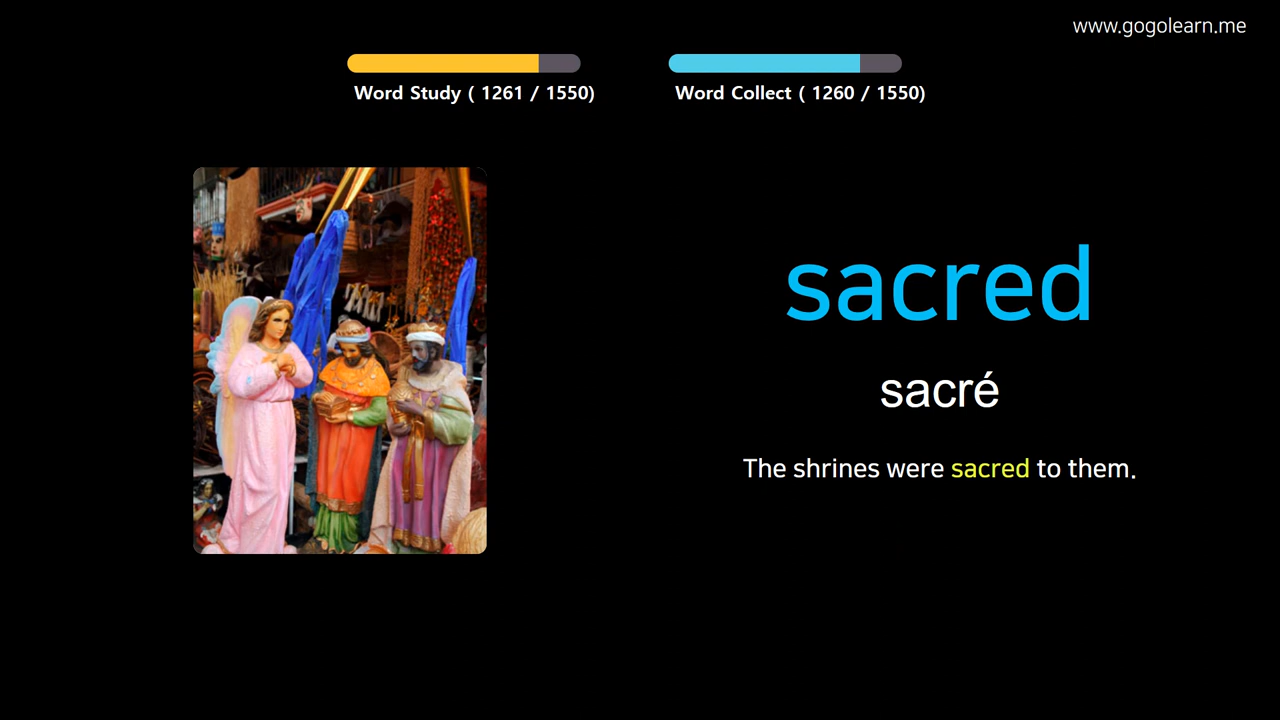 www.gogolearn.me
Word Study ( 1261 / 1550)
Word Collect ( 1260 / 1550)
sacred
sacré
The shrines were sacred to them.